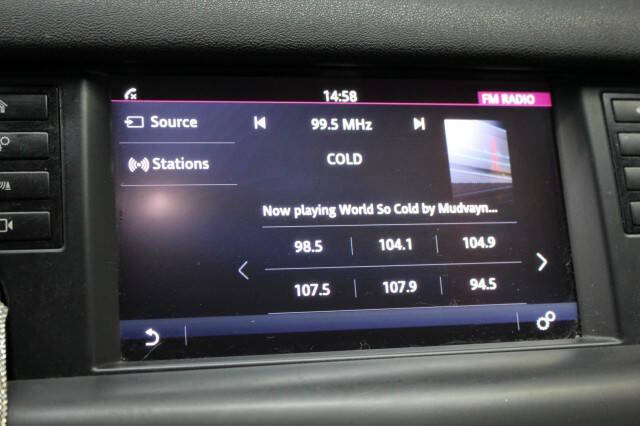 14:58 FM RADIO
Source 99.5 MHz
Stations COLD
Now playing World So Cold by Mudvayn...
98.5 104.1 104.9
107.5 107.9 94.5